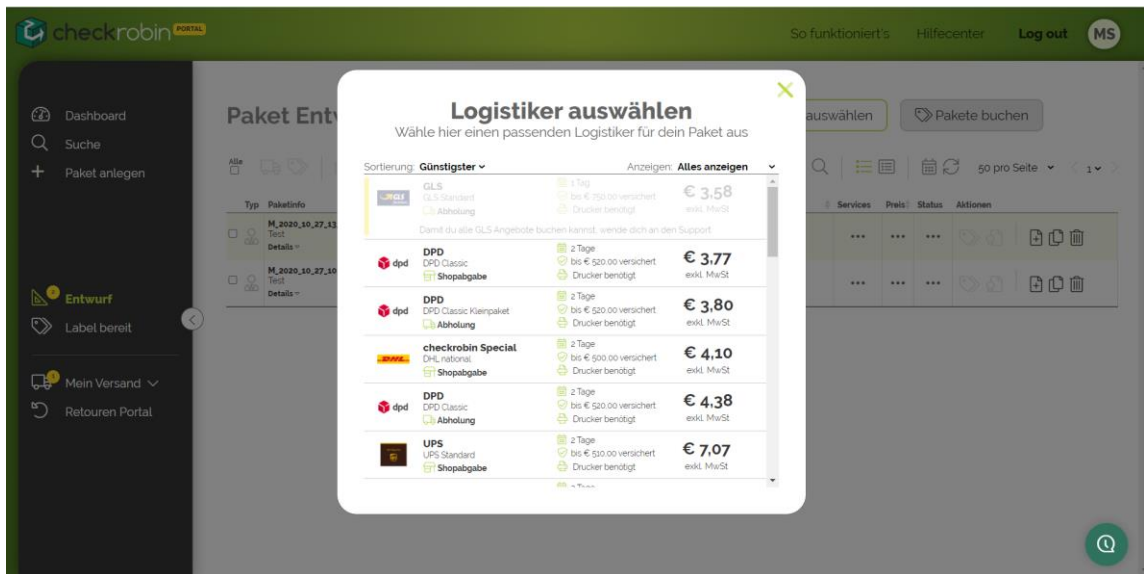 checkrobin PORTAL
So funktioniert's
Hilfecenter
Log out
MS
Dashboard
Suche
Paket anlegen
Entwurf
Label bereit
Mein Versand
Retouren Portal
Paket Ent
auswählen
Pakete buchen
Alle
50 pro Seite
1
Typ Paketinfo
Services Preis Status Aktionen
M_2020_10_27_13
Test
Details
M_2020_10_27_10
Test
Details
Logistiker auswählen
Wähle hier einen passenden Logistiker für dein Paket aus
Sortierung: Günstigster
Anzeigen: Alles anzeigen
GLS
GLS Standard
Abholung
1 Tag
bis € 750.00 versichert
Drucker benötigt
€ 3,58
exkl. MwSt
Damit du alle GLS Angebote buchen kannst, wende dich an den Support
dpd
DPD
DPD Classic
Shopabgabe
2 Tage
bis € 520.00 versichert
Drucker benötigt
€ 3,77
exkl. MwSt
dpd
DPD
DPD Classic Kleinpaket
Abholung
2 Tage
bis € 520.00 versichert
Drucker benötigt
€ 3,80
exkl. MwSt
DHL
checkrobin Special
DHL national
Shopabgabe
2 Tage
bis € 500.00 versichert
Drucker benötigt
€ 4,10
exkl. MwSt
dpd
DPD
DPD Classic
Abholung
2 Tage
bis € 520.00 versichert
Drucker benötigt
€ 4,38
exkl. MwSt
UPS
UPS Standard
Shopabgabe
2 Tage
bis € 510.00 versichert
Drucker benötigt
€ 7,07
exkl. MwSt